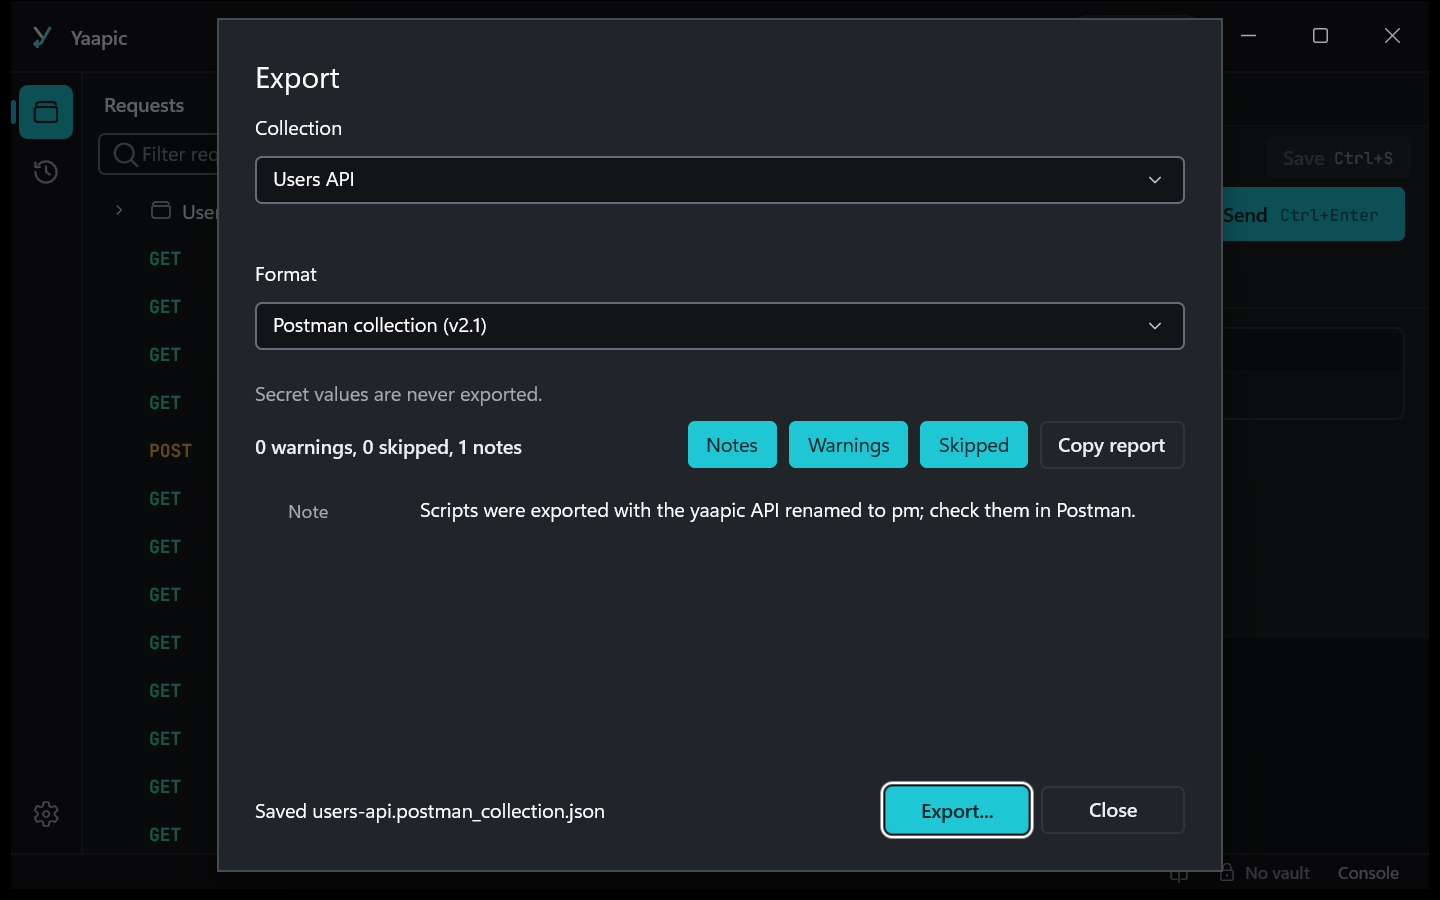 Yaapic
Requests
Filter req
User
GET
GET
GET
GET
POST
GET
GET
GET
GET
GET
GET
GET
GET
Save Ctrl+S
Send Ctrl+Enter
Export
Collection
Users API
Format
Postman collection (v2.1)
Secret values are never exported.
0 warnings, 0 skipped, 1 notes
Notes
Warnings
Skipped
Copy report
Note
Scripts were exported with the yaapic API renamed to pm; check them in Postman.
Saved users-api.postman_collection.json
Export...
Close
No vault
Console